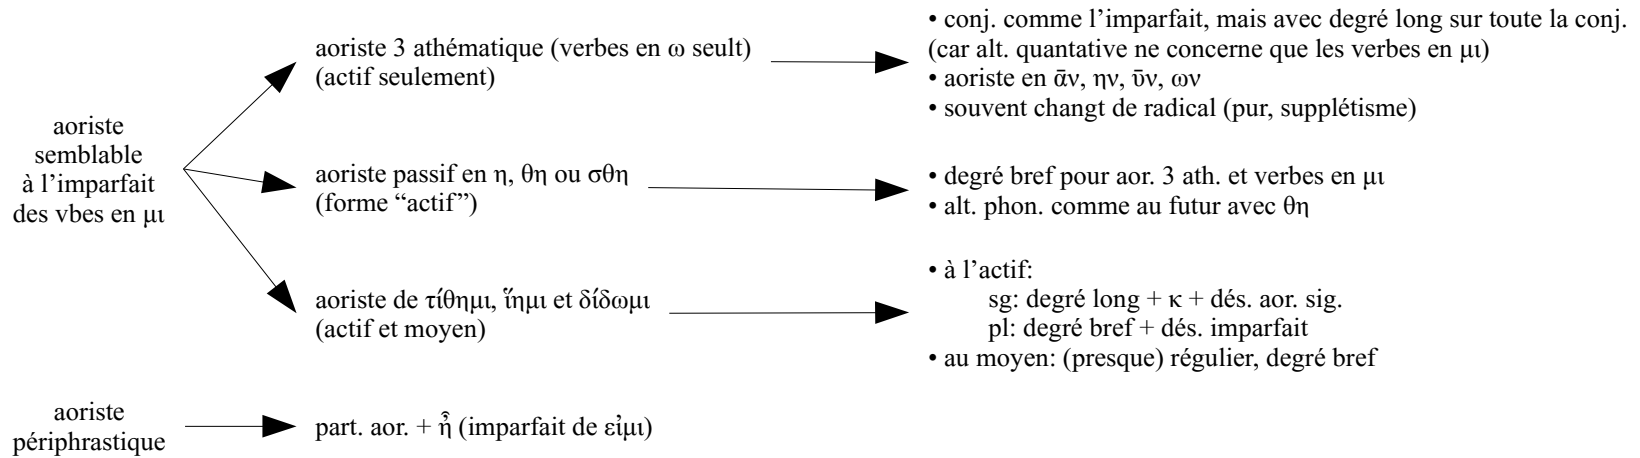 aoriste
semblable
à l’imparfait
des vbes en μι
aoriste 3 athématique (verbes en ω seult)
(actif seulement)
• conj. comme l’imparfait, mais avec degré long sur toute la conj.
(car alt. quantative ne concerne que les verbes en μι)
• aoriste en ᾱν, ην, ῡν, ων
• souvent changt de radical (pur, supplétisme)
aoriste passif en η, θη ou σθη
(forme “actif”)
• degré bref pour aor. 3 ath. et verbes en μι
• alt. phon. comme au futur avec θη
aoriste de τίθημι, ἵημι et δίδωμι
(actif et moyen)
• à l’actif:
sg: degré long + κ + dés. aor. sig.
pl: degré bref + dés. imparfait
• au moyen: (presque) régulier, degré bref
aoriste
périphrastique
part. aor. + ἦ (imparfait de εἰμι)